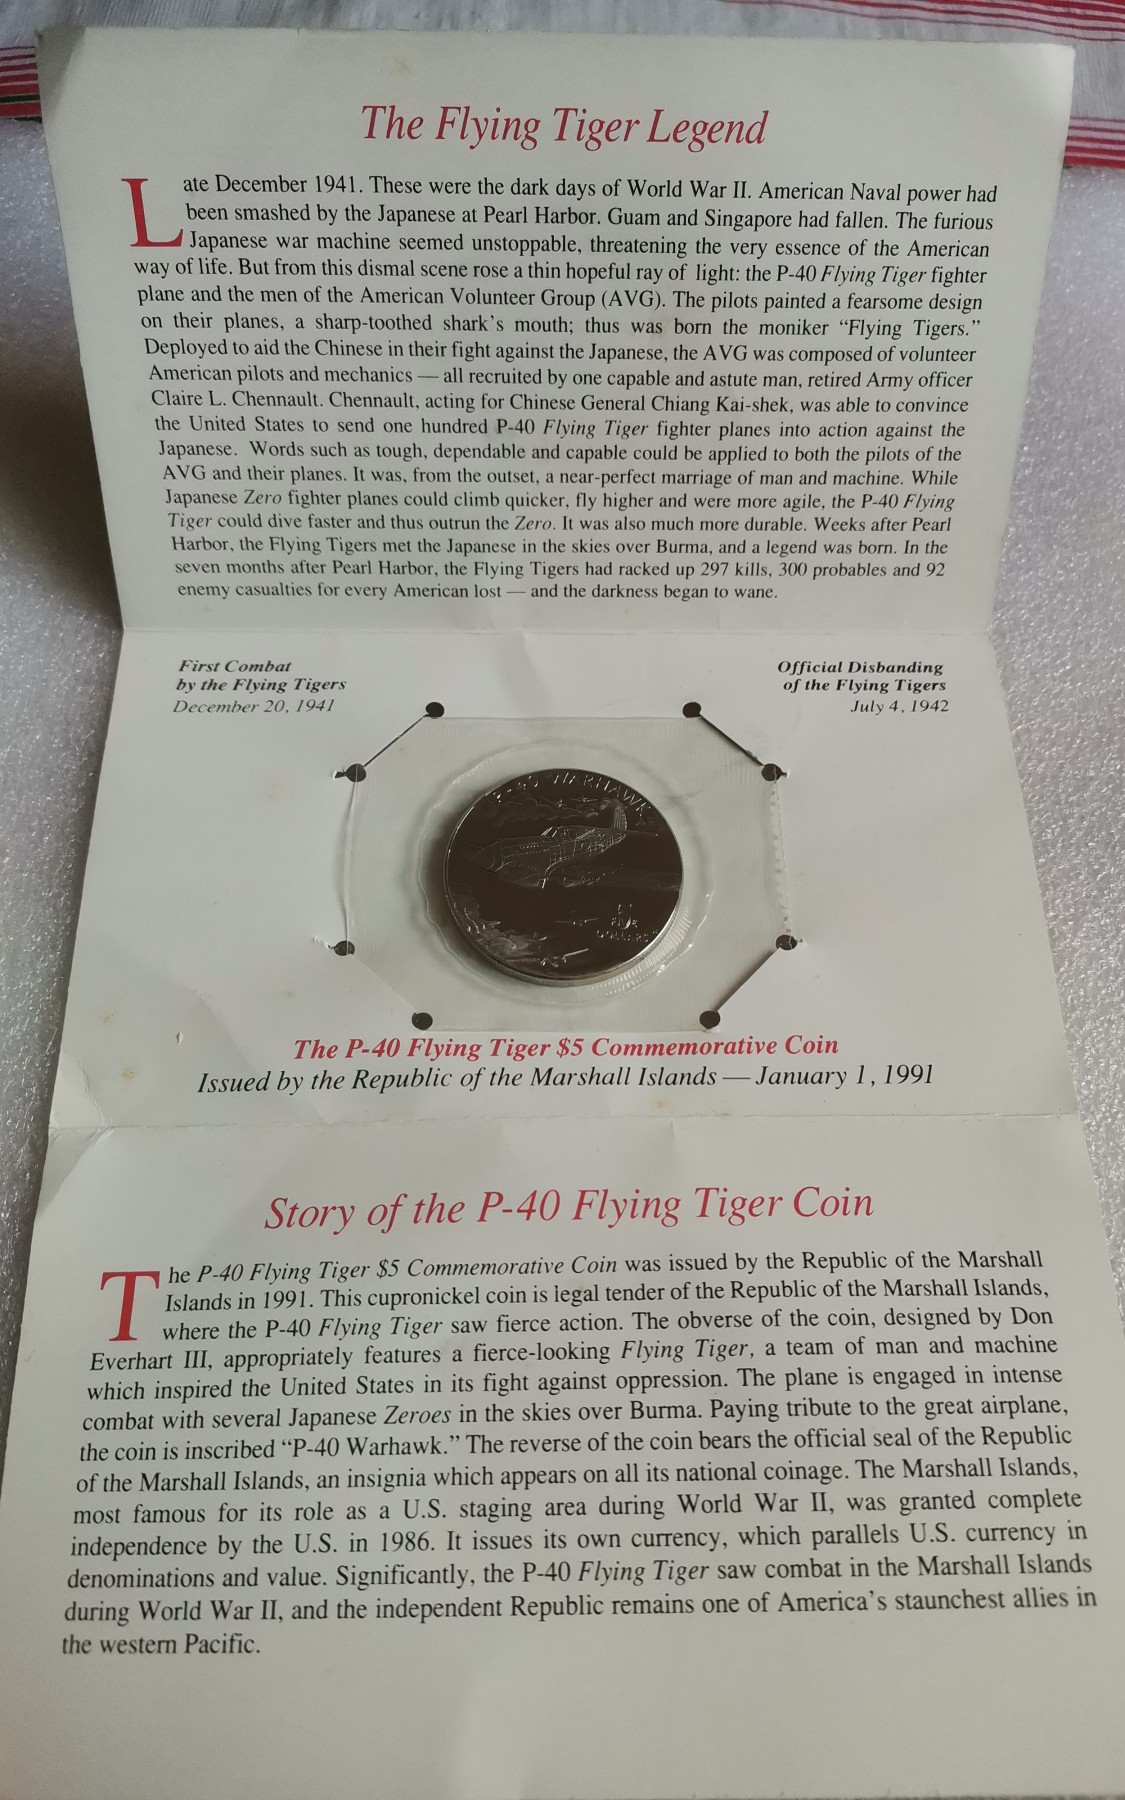 The Flying Tiger Legend
Late December 1941. These were the dark days of World War II. American Naval power had
been smashed by the Japanese at Pearl Harbor. Guam and Singapore had fallen. The furious
Japanese war machine seemed unstoppable, threatening the very essence of the American
way of life. But from this dismal scene rose a thin hopeful ray of light: the P-40 Flying Tiger fighter
plane and the men of the American Volunteer Group (AVG). The pilots painted a fearsome design
on their planes, a sharp-toothed shark's mouth; thus was born the moniker “Flying Tigers.”
Deployed to aid the Chinese in their fight against the Japanese, the AVG was composed of volunteer
American pilots and mechanics — all recruited by one capable and astute man, retired Army officer
Claire L. Chennault. Chennault, acting for Chinese General Chiang Kai-shek, was able to convince
the United States to send one hundred P-40 Flying Tiger fighter planes into action against the
Japanese. Words such as tough, dependable and capable could be applied to both the pilots of the
AVG and their planes. It was, from the outset, a near-perfect marriage of man and machine. While
Japanese Zero fighter planes could climb quicker, fly higher and were more agile, the P-40 Flying
Tiger could dive faster and thus outrun the Zero. It was also much more durable. Weeks after Pearl
Harbor, the Flying Tigers met the Japanese in the skies over Burma, and a legend was born. In the
seven months after Pearl Harbor, the Flying Tigers had racked up 297 kills, 300 probables and 92
enemy casualties for every American lost — and the darkness began to wane.
First Combat
by the Flying Tigers
December 20, 1941
Official Disbanding
of the Flying Tigers
July 4, 1942
P-40 WARHAWK
FIVE
DOLLARS
The P-40 Flying Tiger $5 Commemorative Coin
Issued by the Republic of the Marshall Islands — January 1, 1991
Story of the P-40 Flying Tiger Coin
The P-40 Flying Tiger $5 Commemorative Coin was issued by the Republic of the Marshall
Islands in 1991. This cupronickel coin is legal tender of the Republic of the Marshall Islands,
where the P-40 Flying Tiger saw fierce action. The obverse of the coin, designed by Don
Everhart III, appropriately features a fierce-looking Flying Tiger, a team of man and machine
which inspired the United States in its fight against oppression. The plane is engaged in intense
combat with several Japanese Zeroes in the skies over Burma. Paying tribute to the great airplane,
the coin is inscribed “P-40 Warhawk.” The reverse of the coin bears the official seal of the Republic
of the Marshall Islands, an insignia which appears on all its national coinage. The Marshall Islands,
most famous for its role as a U.S. staging area during World War II, was granted complete
independence by the U.S. in 1986. It issues its own currency, which parallels U.S. currency in
denominations and value. Significantly, the P-40 Flying Tiger saw combat in the Marshall Islands
during World War II, and the independent Republic remains one of America's staunchest allies in
the western Pacific.